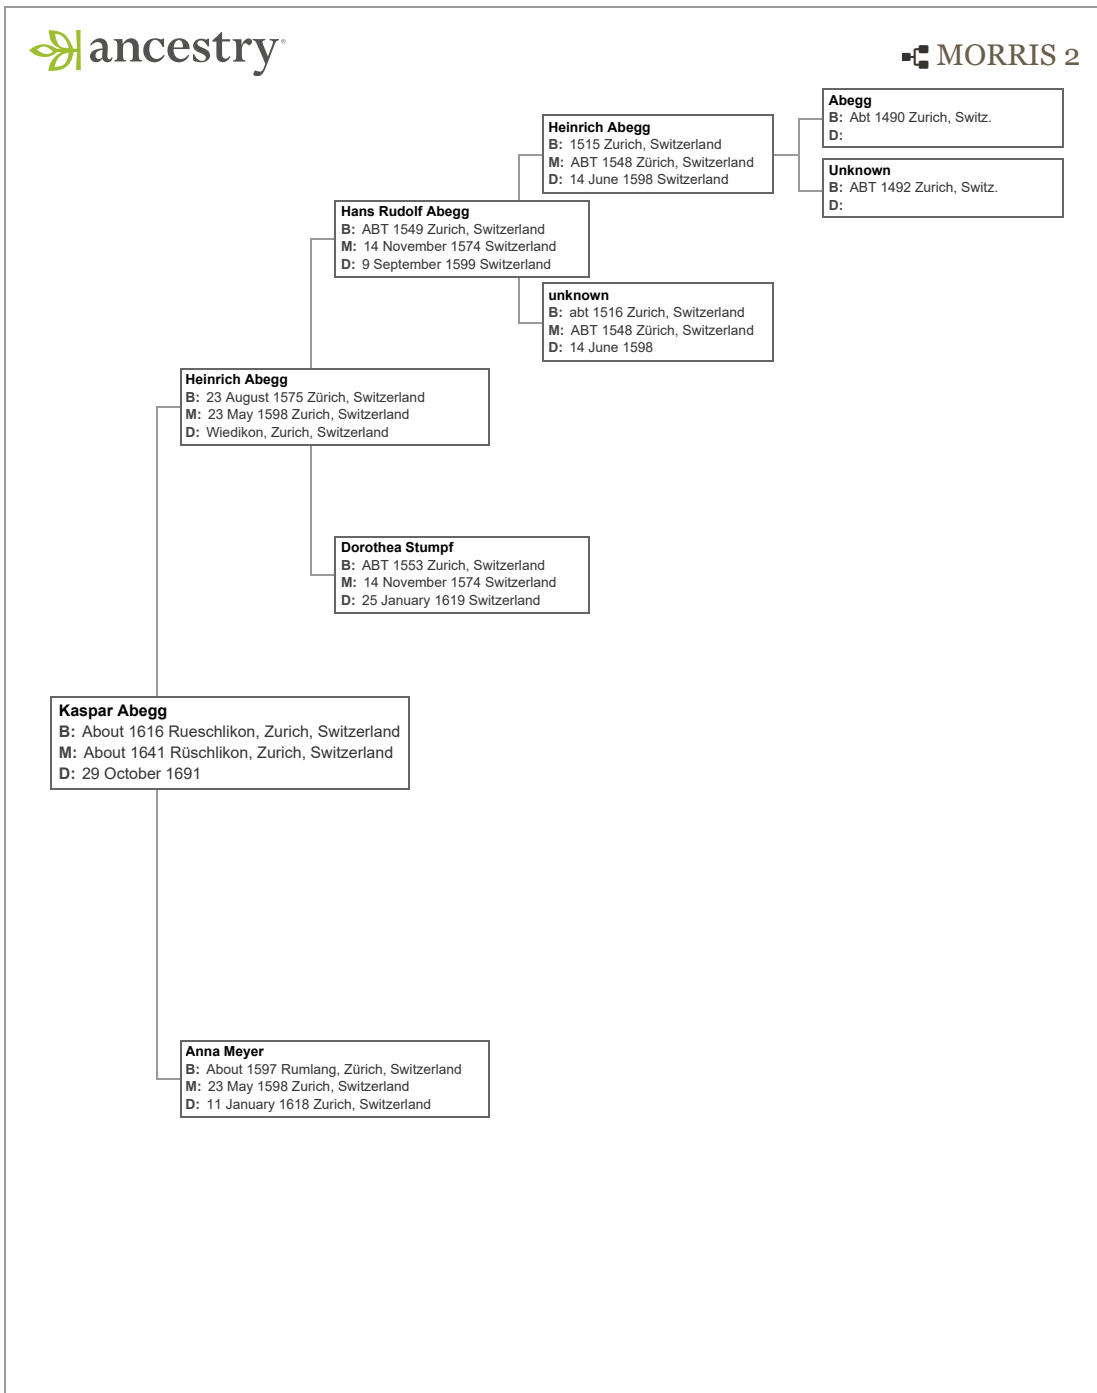 ancestry
MORRIS 2
Abegg
B: Abt 1490 Zurich, Switz.
D:
Heinrich Abegg
B: 1515 Zurich, Switzerland
M: ABT 1548 Zürich, Switzerland
D: 14 June 1598 Switzerland
Unknown
B: ABT 1492 Zurich, Switz.
D:
Hans Rudolf Abegg
B: ABT 1549 Zurich, Switzerland
M: 14 November 1574 Switzerland
D: 9 September 1599 Switzerland
unknown
B: abt 1516 Zurich, Switzerland
M: ABT 1548 Zürich, Switzerland
D: 14 June 1598
Heinrich Abegg
B: 23 August 1575 Zürich, Switzerland
M: 23 May 1598 Zurich, Switzerland
D: Wiedikon, Zurich, Switzerland
Dorothea Stumpf
B: ABT 1553 Zurich, Switzerland
M: 14 November 1574 Switzerland
D: 25 January 1619 Switzerland
Kaspar Abegg
B: About 1616 Rueschlikon, Zurich, Switzerland
M: About 1641 Rüschlikon, Zurich, Switzerland
D: 29 October 1691
Anna Meyer
B: About 1597 Rumlang, Zürich, Switzerland
M: 23 May 1598 Zurich, Switzerland
D: 11 January 1618 Zurich, Switzerland